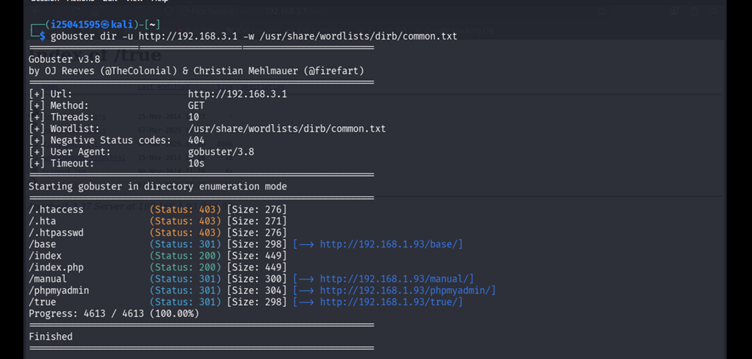 ┌──(i25041595㉿kali)-[~]
└─$ gobuster dir -u http://192.168.3.1 -w /usr/share/wordlists/dirb/common.txt
===============================================================
Gobuster v3.8
by OJ Reeves (@TheColonial) & Christian Mehlmauer (@firefart)
===============================================================
[+] Url:                     http://192.168.3.1
[+] Method:                  GET
[+] Threads:                 10
[+] Wordlist:                /usr/share/wordlists/dirb/common.txt
[+] Negative Status codes:   404
[+] User Agent:              gobuster/3.8
[+] Timeout:                 10s
===============================================================
Starting gobuster in directory enumeration mode
===============================================================
/.htaccess            (Status: 403) [Size: 276]
/.hta                 (Status: 403) [Size: 271]
/.htpasswd            (Status: 403) [Size: 276]
/base                 (Status: 301) [Size: 298] [--> http://192.168.1.93/base/]
/index                (Status: 200) [Size: 449]
/index.php            (Status: 200) [Size: 449]
/manual               (Status: 301) [Size: 300] [--> http://192.168.1.93/manual/]
/phpmyadmin           (Status: 301) [Size: 304] [--> http://192.168.1.93/phpmyadmin/]
/true                 (Status: 301) [Size: 298] [--> http://192.168.1.93/true/]
Progress: 4613 / 4613 (100.00%)
===============================================================
Finished
===============================================================